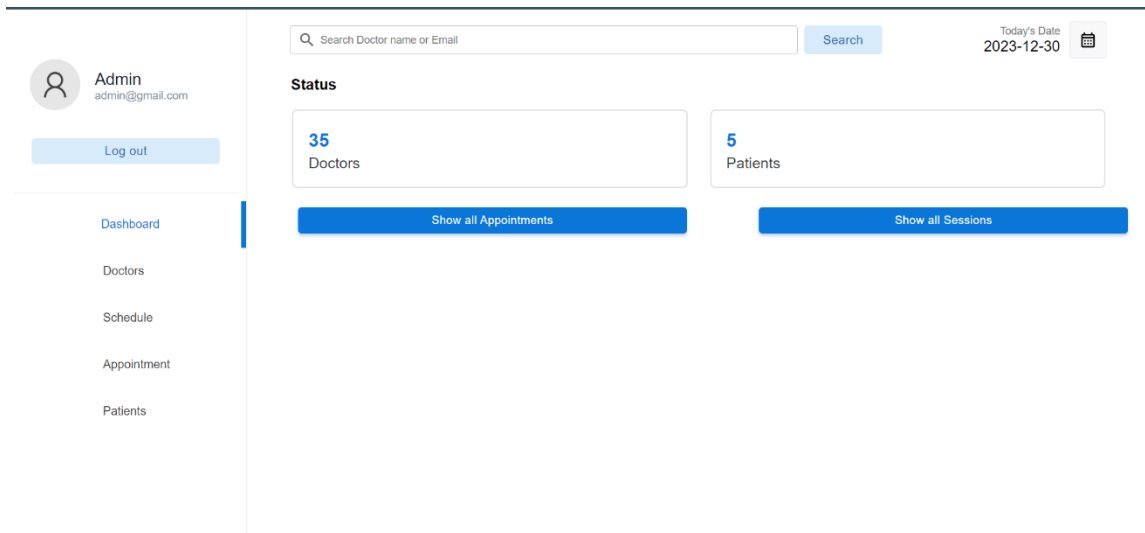 Admin
admin@gmail.com
Log out
Dashboard
Doctors
Schedule
Appointment
Patients
Search Doctor name or Email
Search
Today's Date
2023-12-30
Status
35
Doctors
5
Patients
Show all Appointments
Show all Sessions